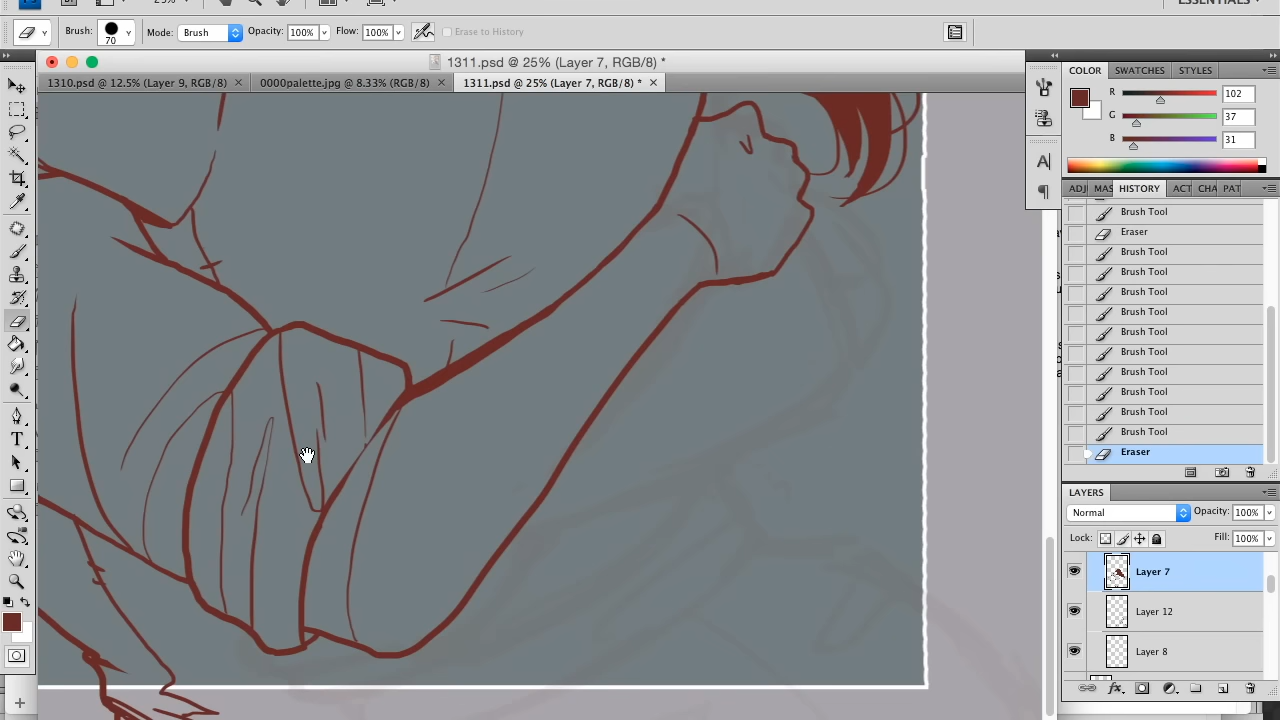 25% ESSENTIALS
Brush: 70 Mode: Brush Opacity: 100% Flow: 100% Erase to History
1311.psd @ 25% (Layer 7, RGB/8) *
1310.psd @ 12.5% (Layer 9, RGB/8) 0000palette.jpg @ 8.33% (RGB/8) 1311.psd @ 25% (Layer 7, RGB/8) *
COLOR SWATCHES STYLES
R 102
G 37
B 31
A
ADJ MAS HISTORY ACT CHA PAT
Brush Tool
Eraser
Brush Tool
Brush Tool
Brush Tool
Brush Tool
Brush Tool
Brush Tool
Brush Tool
Brush Tool
Brush Tool
Brush Tool
Eraser
LAYERS
Normal Opacity: 100%
Lock: Fill: 100%
Layer 7
Layer 12
Layer 8